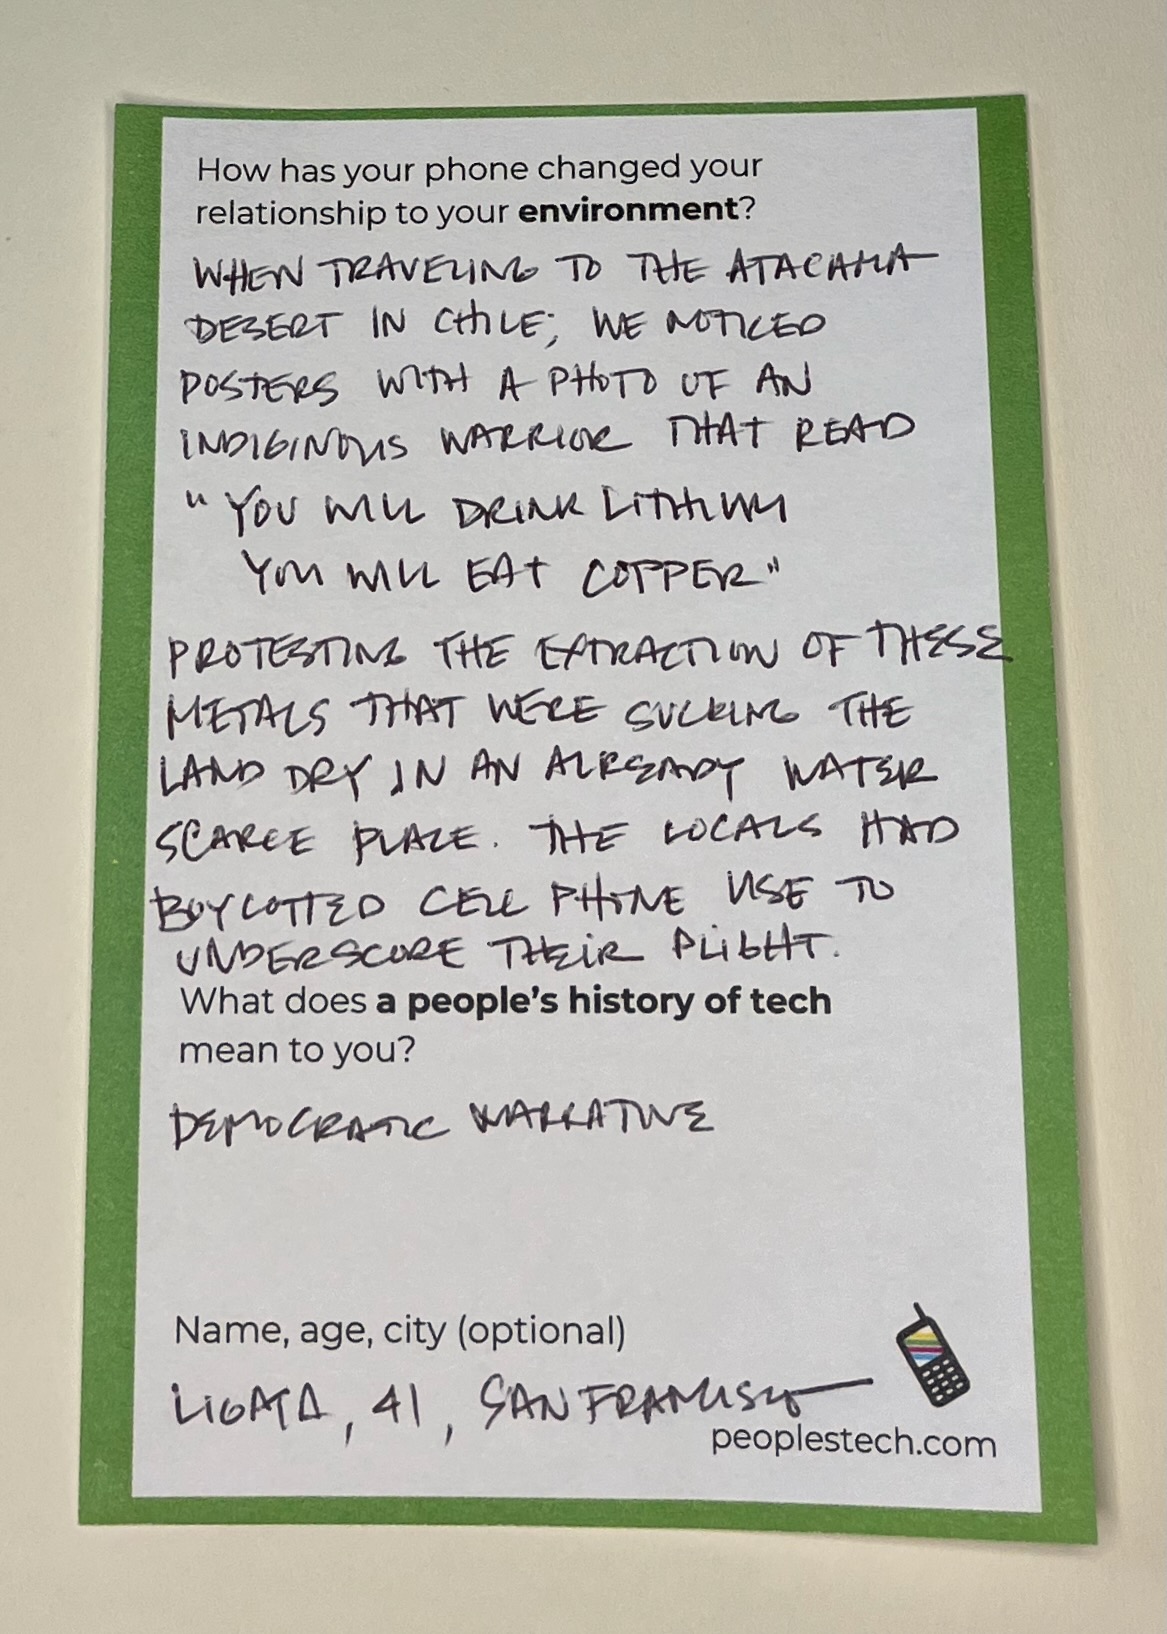 How has your phone changed your
relationship to your environment?
WHEN TRAVELING TO THE ATACAMA
DESERT IN CHILE; WE NOTICED
POSTERS WITH A PHOTO OF AN
INDIGINOUS WARRIOR THAT READ
"YOU WILL DRINK LITHIUM
YOU WILL EAT COPPER"
PROTESTING THE EXTRACTION OF THESE
METALS THAT WERE SUCKING THE
LAND DRY IN AN ALREADY WATER
SCARCE PLACE. THE LOCALS HAD
BOYCOTTED CELL PHONE USE TO
UNDERSCORE THEIR PLIGHT.
What does a people's history of tech
mean to you?
DEMOCRATIC NARRATIVE
Name, age, city (optional)
LIGAIA, 41, SAN FRANCISCO
peoplestech.com